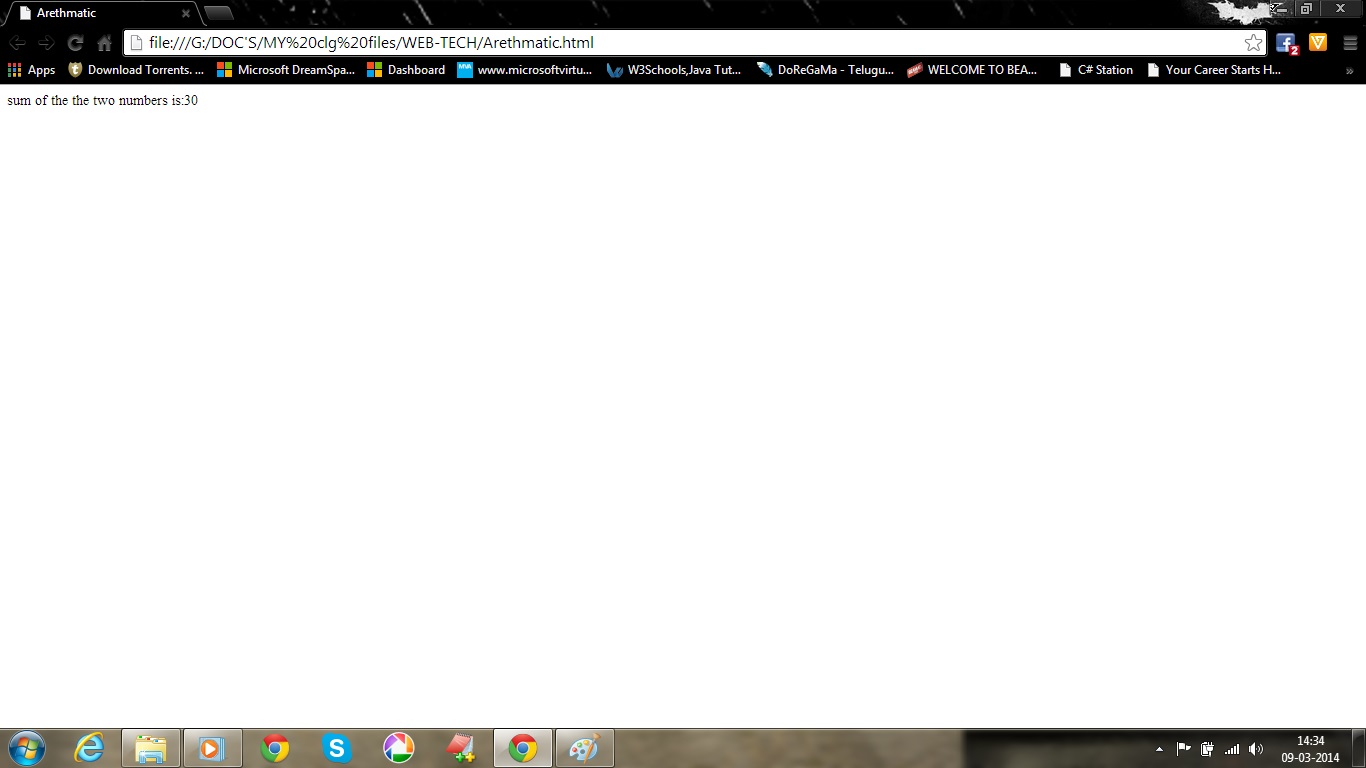 Arethmatic
file:///G:/DOC'S/MY%20clg%20files/WEB-TECH/Arethmatic.html
2
Apps Download Torrents. ... Microsoft DreamSpa... Dashboard MVA www.microsoftvirtu... W3Schools,Java Tut... DoReGaMa - Telugu... WELCOME TO BEA... C# Station Your Career Starts H... »
sum of the the two numbers is:30
14:34
09-03-2014